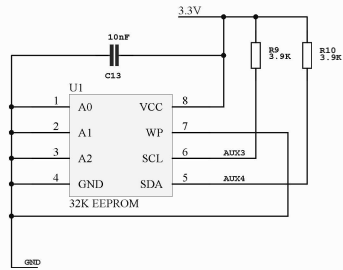 3.3V
10nF
C13
R9
3.9K
R10
3.9K
U1
1 A0 VCC 8
2 A1 WP 7
3 A2 SCL 6 AUX3
4 GND SDA 5 AUX4
32K EEPROM
GND